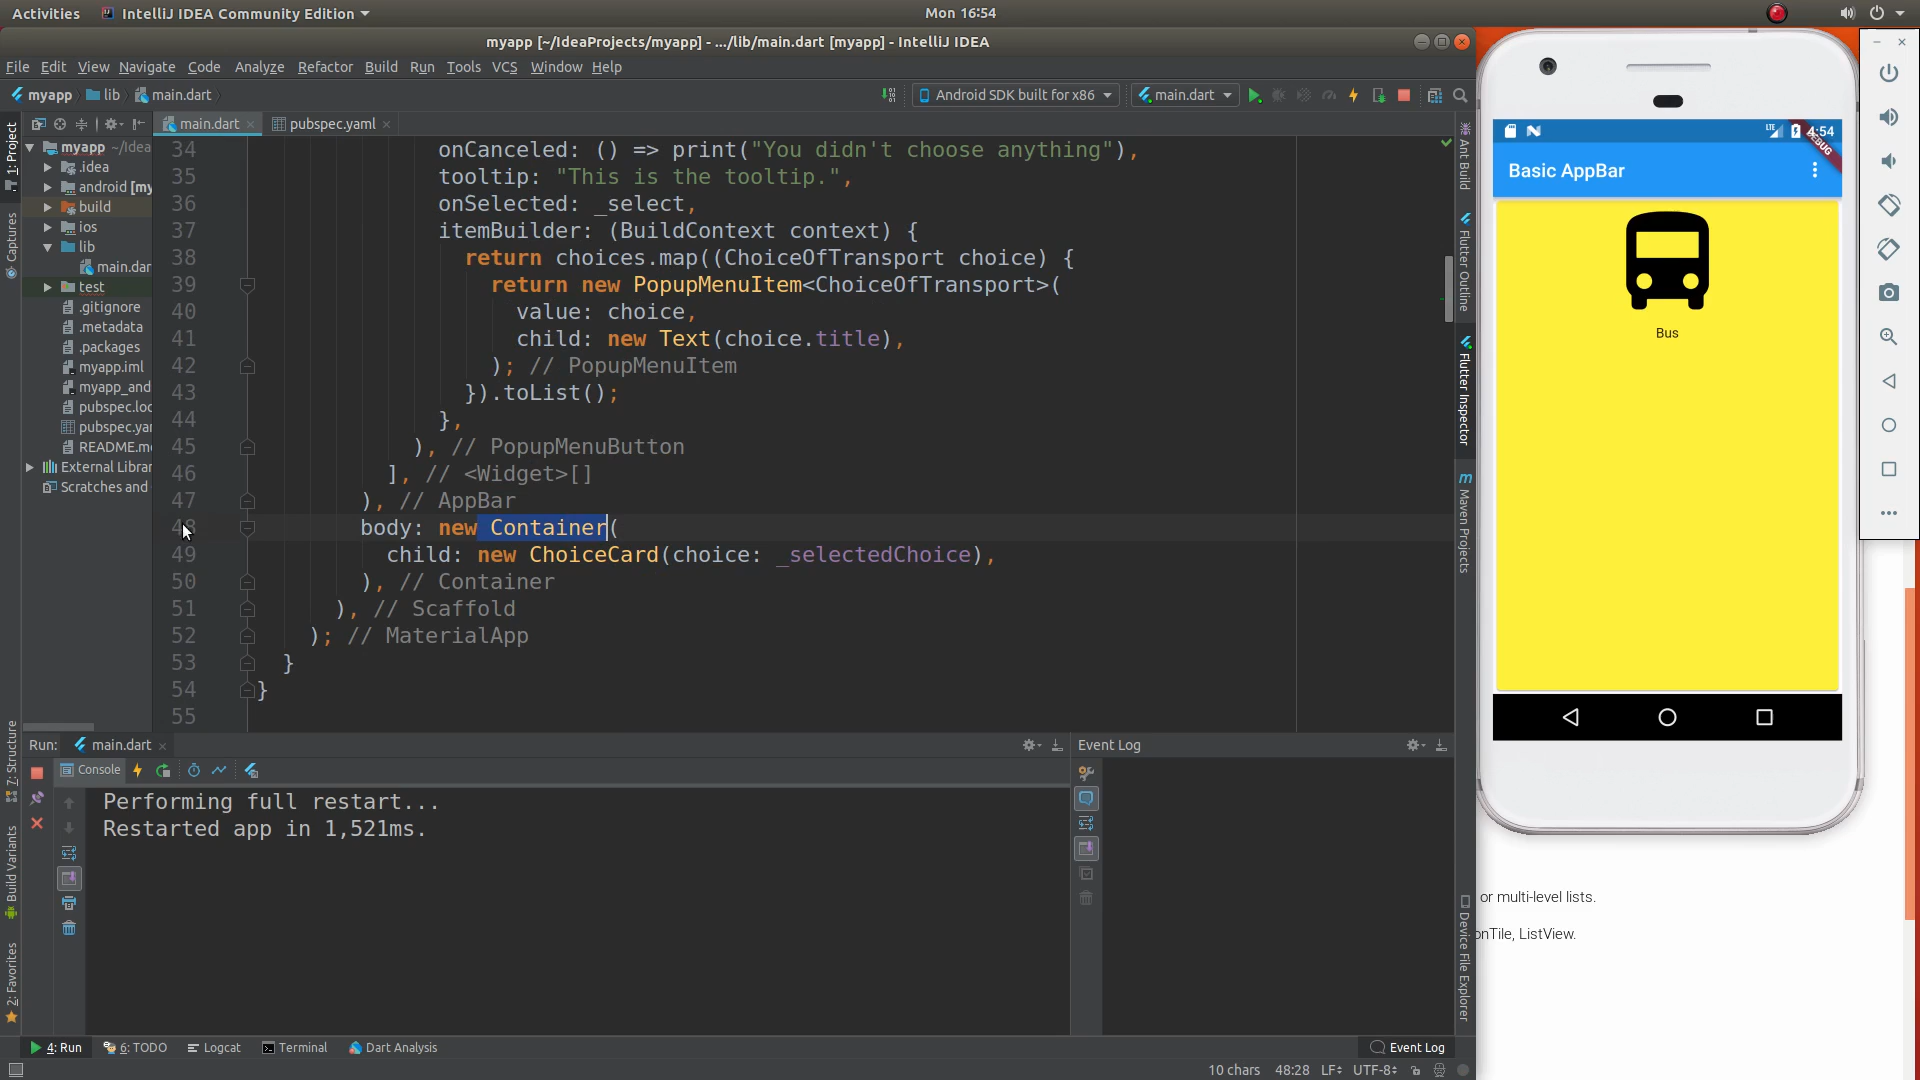 Activities
IntelliJ IDEA Community Edition
Mon 16:54
myapp [~/IdeaProjects/myapp] - .../lib/main.dart [myapp] - IntelliJ IDEA
File Edit View Navigate Code Analyze Refactor Build Run Tools VCS Window Help
myapp lib main.dart
Android SDK built for x86
main.dart
main.dart
pubspec.yaml
1: Project
Captures
7: Structure
Build Variants
2: Favorites
myapp ~/Idea
.idea
android [my
build
ios
lib
main.dar
test
.gitignore
.metadata
.packages
myapp.iml
myapp_and
pubspec.loc
pubspec.yar
README.m
External Librar
Scratches and
34 onCanceled: () => print("You didn't choose anything"),
35 tooltip: "This is the tooltip.",
36 onSelected: _select,
37 itemBuilder: (BuildContext context) {
38 return choices.map((ChoiceOfTransport choice) {
39 return new PopupMenuItem<ChoiceOfTransport>(
40 value: choice,
41 child: new Text(choice.title),
42 ); // PopupMenuItem
43 }).toList();
44 },
45 ), // PopupMenuButton
46 ], // <Widget>[]
47 ), // AppBar
48 body: new Container(
49 child: new ChoiceCard(choice: _selectedChoice),
50 ), // Container
51 ), // Scaffold
52 ); // MaterialApp
53 }
54 }
55
Ant Build
Flutter Outline
Flutter Inspector
Maven Projects
Device File Explorer
Run: main.dart
Console
Performing full restart...
Restarted app in 1,521ms.
Event Log
4: Run
6: TODO
Logcat
Terminal
Dart Analysis
Event Log
10 chars 48:28 LF UTF-8
LTE
4:54
DEBUG
Basic AppBar
Bus
or multi-level lists.
onTile, ListView.